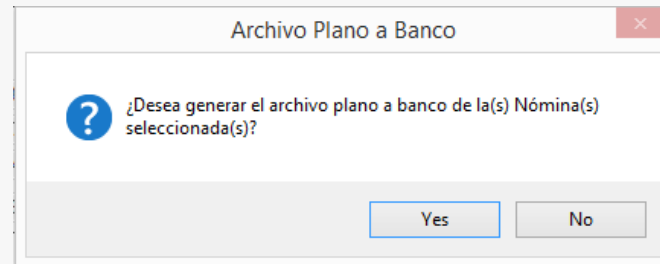 Archivo Plano a Banco
¿Desea generar el archivo plano a banco de la(s) Nómina(s)
seleccionada(s)?
Yes
No